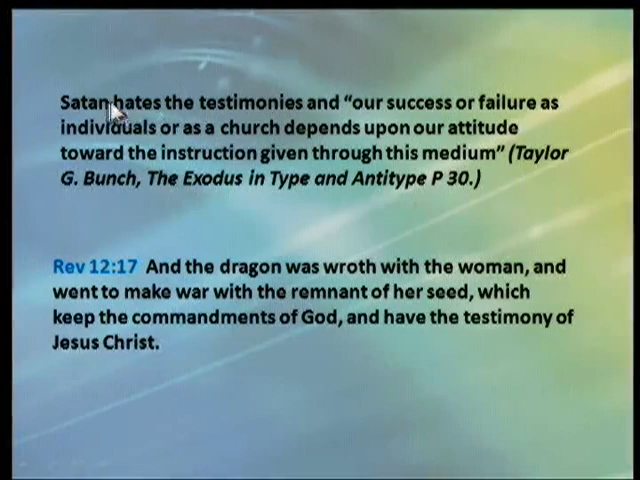 Satan hates the testimonies and “our success or failure as
individuals or as a church depends upon our attitude
toward the instruction given through this medium” (Taylor
G. Bunch, The Exodus in Type and Antitype P 30.)
Rev 12:17 And the dragon was wroth with the woman, and
went to make war with the remnant of her seed, which
keep the commandments of God, and have the testimony of
Jesus Christ.